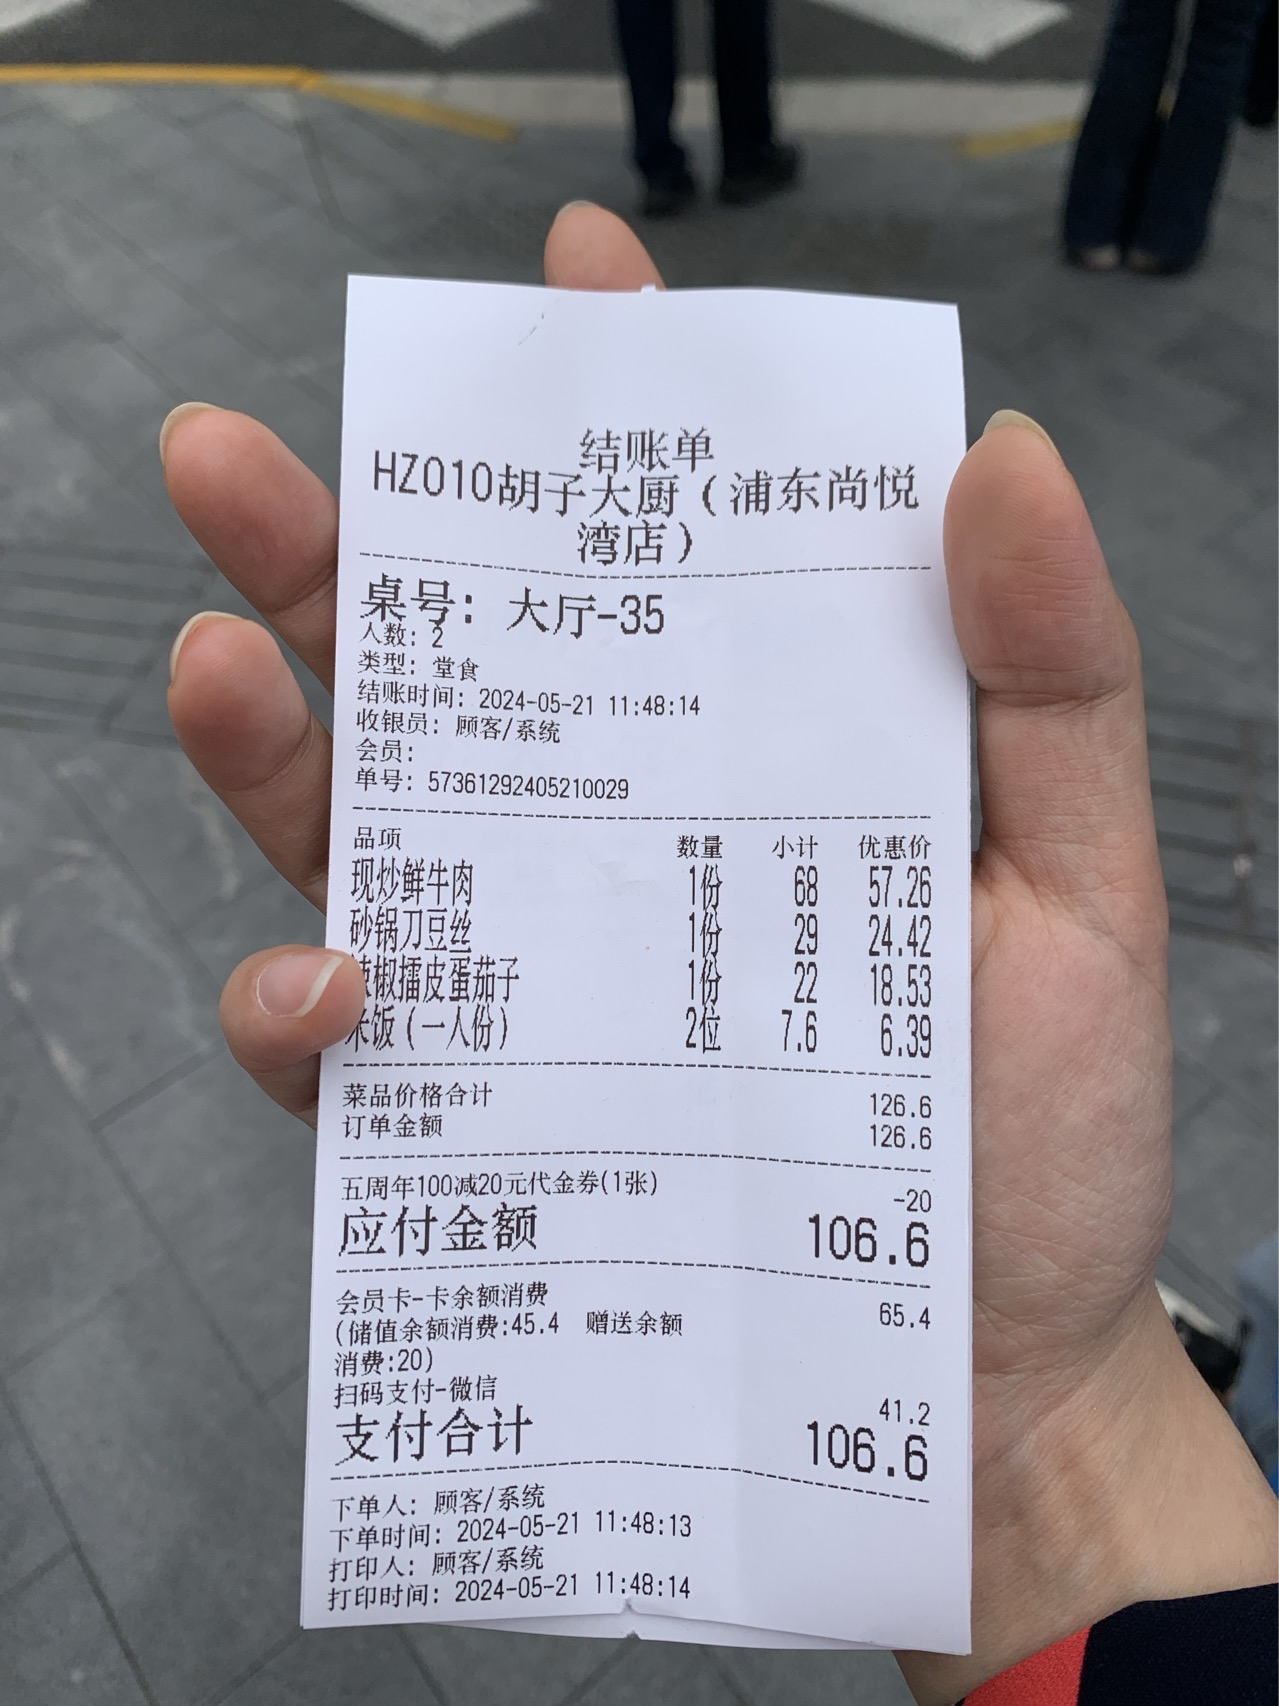 结账单
HZ010胡子大厨（浦东尚悦
湾店）
桌号：大厅-35
人数：2
类型：堂食
结账时间：2024-05-21 11:48:14
收银员：顾客/系统
会员：
单号：57361292405210029
品项 数量 小计 优惠价
现炒鲜牛肉 1份 68 57.26
砂锅刀豆丝 1份 29 24.42
辣椒擂皮蛋茄子 1份 22 18.53
米饭（一人份） 2位 7.6 6.39
菜品价格合计 126.6
订单金额 126.6
五周年100减20元代金券(1张) -20
应付金额 106.6
会员卡-卡余额消费 65.4
(储值余额消费:45.4 赠送余额
消费:20)
扫码支付-微信 41.2
支付合计 106.6
下单人：顾客/系统
下单时间：2024-05-21 11:48:13
打印人：顾客/系统
打印时间：2024-05-21 11:48:14